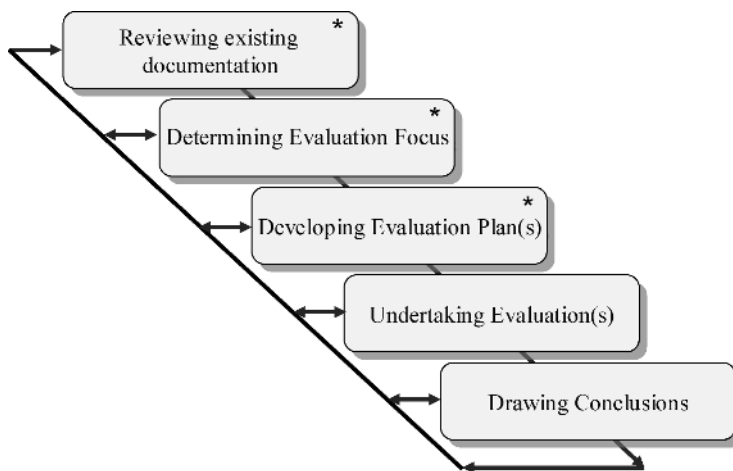 Reviewing existing *
documentation
*
Determining Evaluation Focus
*
Developing Evaluation Plan(s)
Undertaking Evaluation(s)
Drawing Conclusions